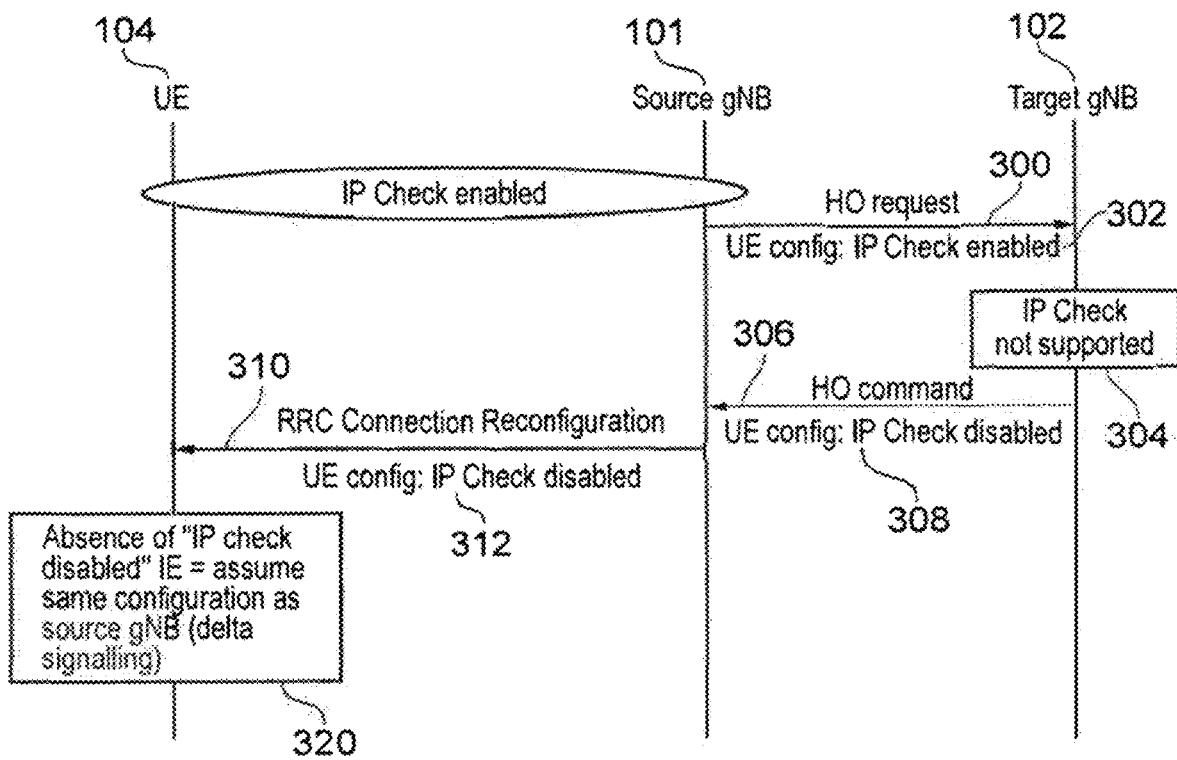 104
101
102
UE
Source gNB
Target gNB
IP Check enabled
300
HO request
302
UE config: IP Check enabled
IP Check
not supported
306
310
HO command
304
RRC Connection Reconfiguration
UE config: IP Check disabled
UE config: IP Check disabled
308
312
Absence of "IP check
disabled" IE = assume
same configuration as
source gNB (delta
signalling)
320